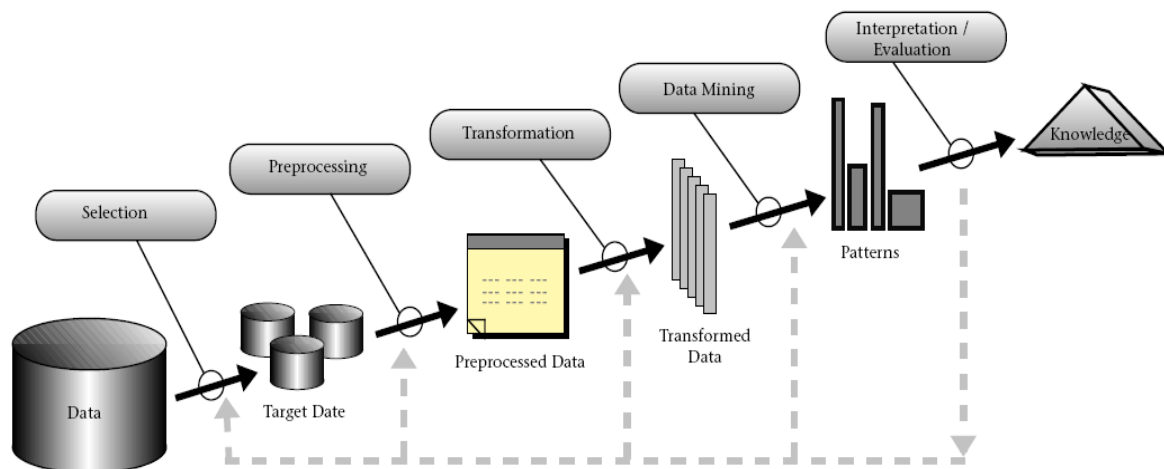 Interpretation /
Evaluation
Data Mining
Knowledge
Transformation
Preprocessing
Patterns
Selection
Transformed
Data
Preprocessed Data
Target Date
Data